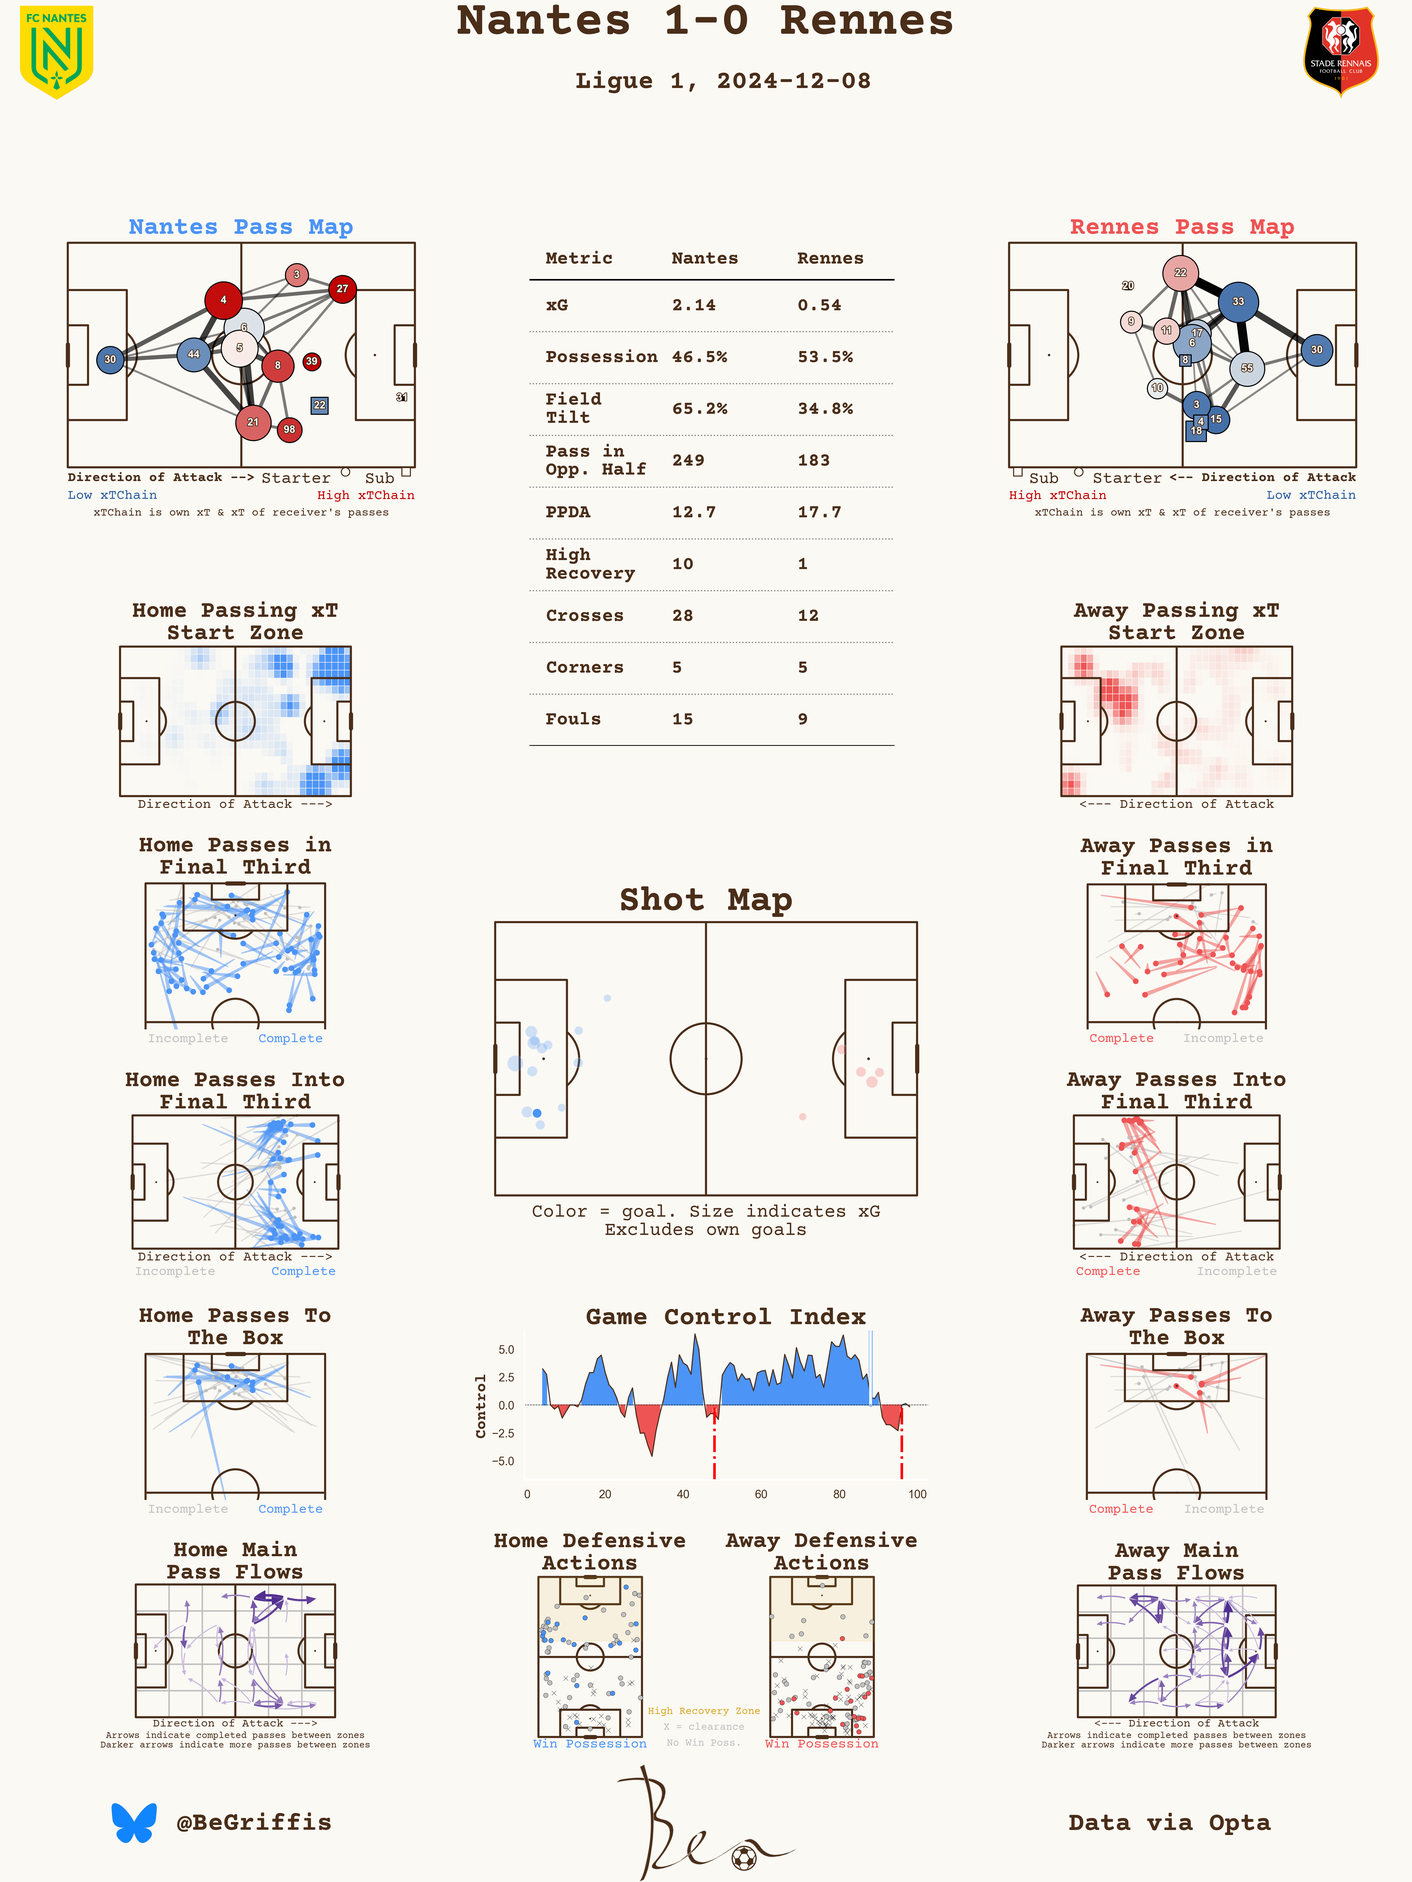 Nantes 1-0 Rennes
Ligue 1, 2024-12-08
FC NANTES
STADE RENNAIS
FOOTBALL CLUB
1901
Nantes Pass Map
3
27
4
6
5
44
30
8
39
22
31
21
98
Direction of Attack --> Starter Sub
Low xTChain High xTChain
xTChain is own xT & xT of receiver's passes
Metric Nantes Rennes
xG 2.14 0.54
Possession 46.5% 53.5%
Field
Tilt 65.2% 34.8%
Pass in
Opp. Half 249 183
PPDA 12.7 17.7
High
Recovery 10 1
Crosses 28 12
Corners 5 5
Fouls 15 9
Rennes Pass Map
22
20
33
9
11
17
6
30
8
55
10
3
4
15
18
Sub Starter <-- Direction of Attack
High xTChain Low xTChain
xTChain is own xT & xT of receiver's passes
Home Passing xT
Start Zone
Direction of Attack --->
Away Passing xT
Start Zone
<--- Direction of Attack
Home Passes in
Final Third
Incomplete Complete
Away Passes in
Final Third
Complete Incomplete
Shot Map
Color = goal. Size indicates xG
Excludes own goals
Home Passes Into
Final Third
Direction of Attack --->
Incomplete Complete
Away Passes Into
Final Third
<--- Direction of Attack
Complete Incomplete
Home Passes To
The Box
Incomplete Complete
Game Control Index
Control
5.0
2.5
0.0
−2.5
−5.0
0 20 40 60 80 100
Away Passes To
The Box
Complete Incomplete
Home Main
Pass Flows
Direction of Attack --->
Arrows indicate completed passes between zones
Darker arrows indicate more passes between zones
Home Defensive
Actions
Win Possession
Away Defensive
Actions
Win Possession
High Recovery Zone
X = clearance
No Win Poss.
Away Main
Pass Flows
<--- Direction of Attack
Arrows indicate completed passes between zones
Darker arrows indicate more passes between zones
@BeGriffis
Ben
Data via Opta